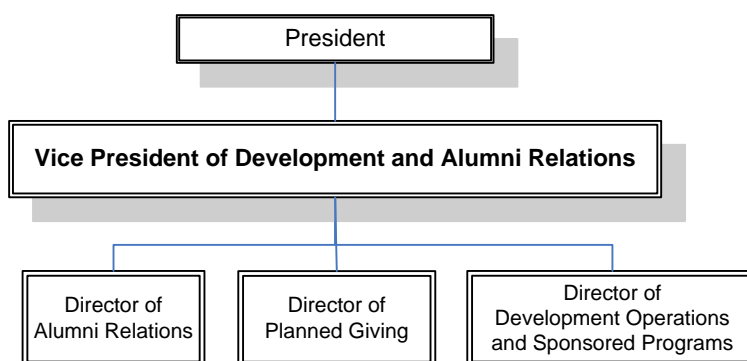 President
Vice President of Development and Alumni Relations
Director of
Alumni Relations
Director of
Planned Giving
Director of
Development Operations
and Sponsored Programs